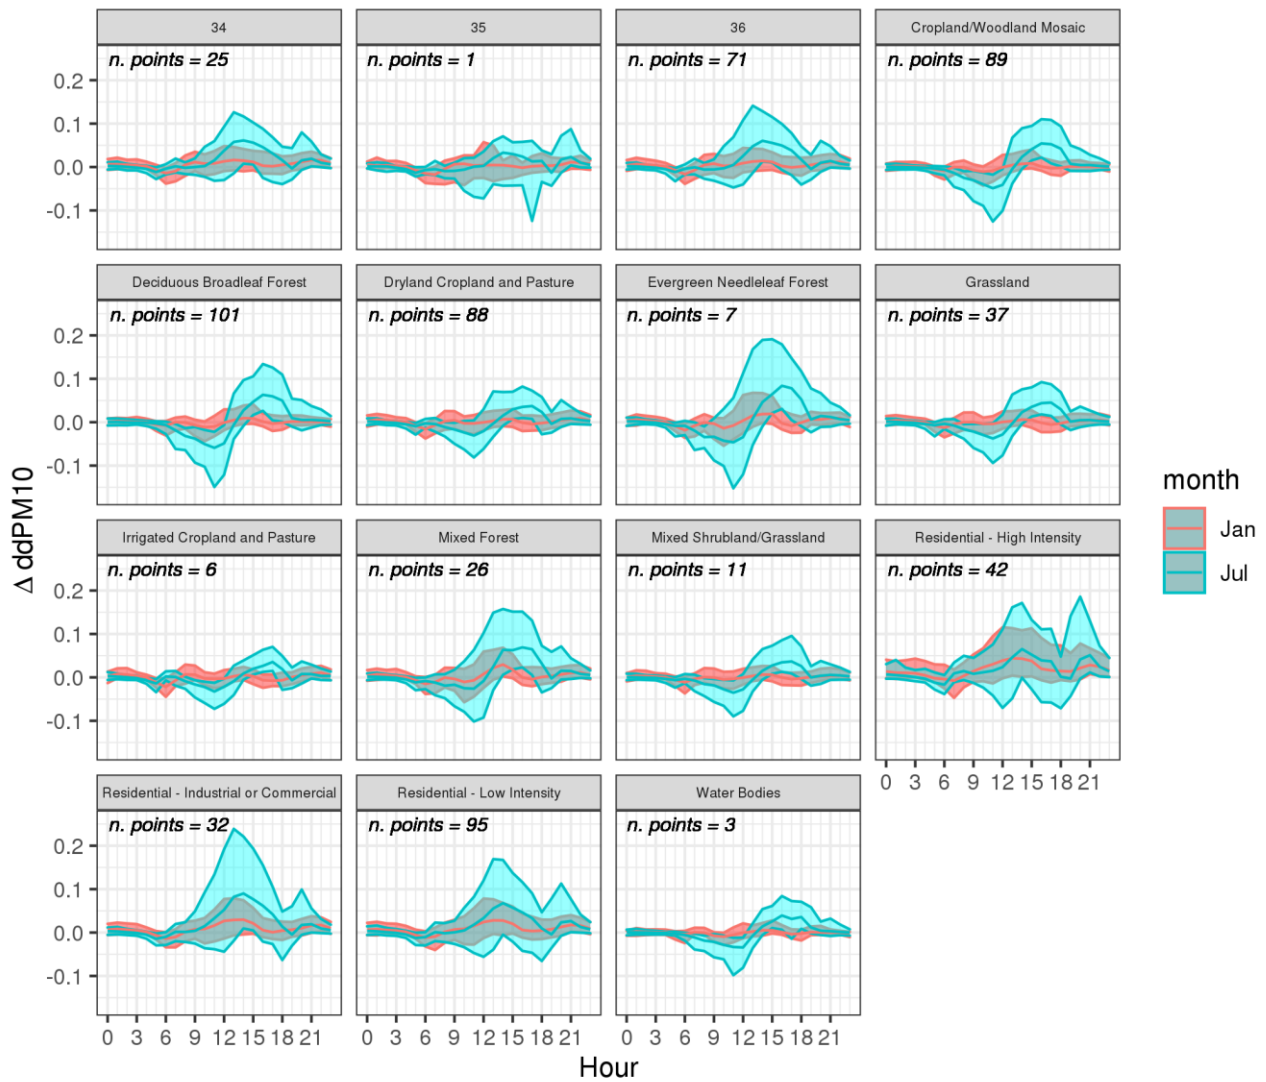 34
35
36
Cropland/Woodland Mosaic
n. points = 25
n. points = 1
n. points = 71
n. points = 89
0.2
0.1
0.0
-0.1
Deciduous Broadleaf Forest
Dryland Cropland and Pasture
Evergreen Needleleaf Forest
Grassland
n. points = 101
n. points = 88
n. points = 7
n. points = 37
0.2
0.1
0.0
-0.1
Δ ddPM10
month
Jan
Jul
Irrigated Cropland and Pasture
Mixed Forest
Mixed Shrubland/Grassland
Residential - High Intensity
n. points = 6
n. points = 26
n. points = 11
n. points = 42
0.2
0.1
0.0
-0.1
0 3 6 9 12 15 18 21
Residential - Industrial or Commercial
Residential - Low Intensity
Water Bodies
n. points = 32
n. points = 95
n. points = 3
0.2
0.1
0.0
-0.1
0 3 6 9 12 15 18 21
0 3 6 9 12 15 18 21
0 3 6 9 12 15 18 21
Hour